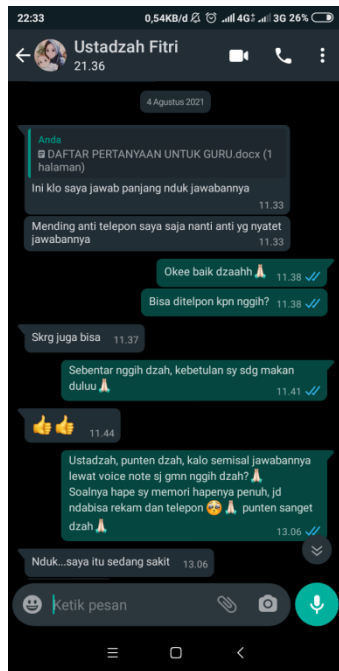 22:33
0,54KB/d 4G 3G 26%
Ustadzah Fitri
21.36
4 Agustus 2021
Anda
DAFTAR PERTANYAAN UNTUK GURU.docx (1
halaman)
Ini klo saya jawab panjang nduk jawabannya
11.33
Mending anti telepon saya saja nanti anti yg nyatet
jawabannya
11.33
Okee baik dzaahh🙏🏻 11.38
Bisa ditelpon kpn nggih? 11.38
Skrg juga bisa 11.37
Sebentar nggih dzah, kebetulan sy sdg makan
duluu🙏🏻
11.41
👍👍 11.44
Ustadzah, punten dzah, kalo semisal jawabannya
lewat voice note sj gmn nggih dzah?🙏🏻
Soalnya hape sy memori hapenya penuh, jd
ndabisa rekam dan telepon 🥺🙏🏻 punten sanget
dzah🙏🏻
13.06
Nduk...saya itu sedang sakit 13.06
Ketik pesan